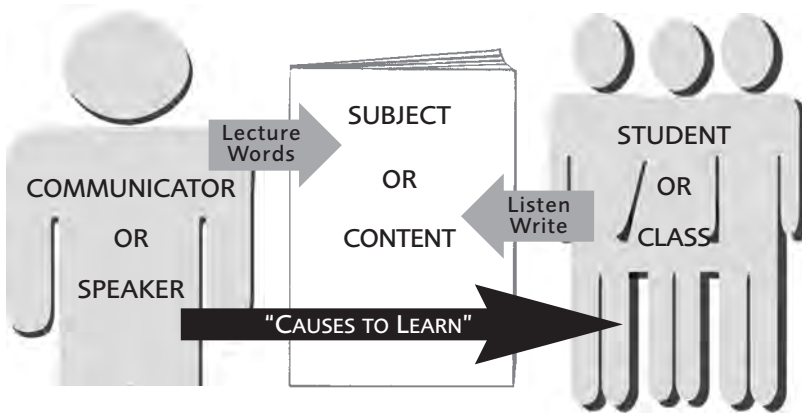 COMMUNICATOR
OR
SPEAKER
Lecture
Words
SUBJECT
OR
CONTENT
Listen
Write
STUDENT
OR
CLASS
"CAUSES TO LEARN"